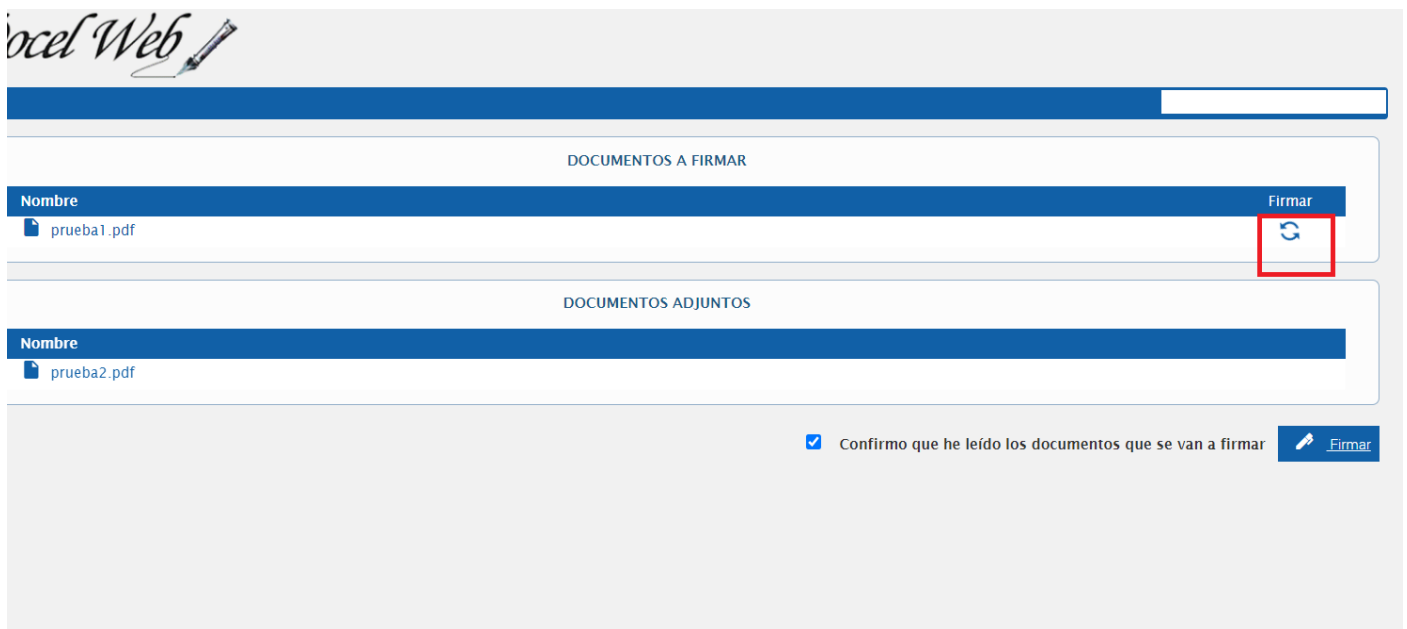 ocel Web
DOCUMENTOS A FIRMAR
Nombre Firmar
prueba1.pdf
DOCUMENTOS ADJUNTOS
Nombre
prueba2.pdf
Confirmo que he leído los documentos que se van a firmar Firmar